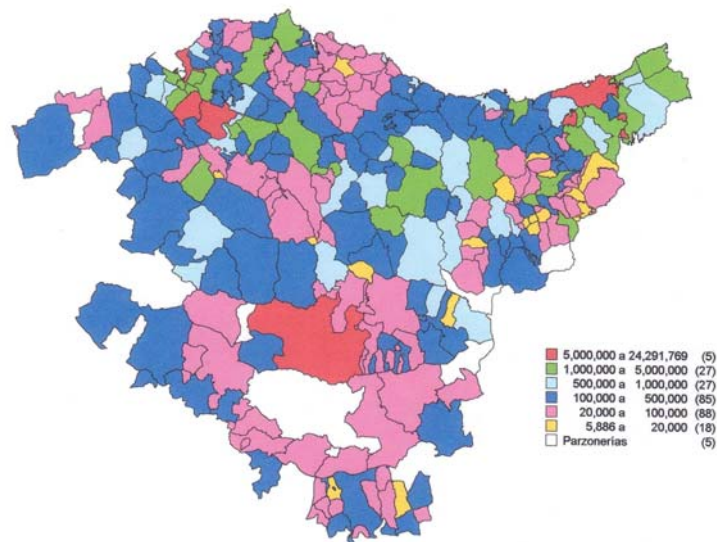 5,000,000 a 24,291,769 (5)
1,000,000 a 5,000,000 (27)
500,000 a 1,000,000 (27)
100,000 a 500,000 (85)
20,000 a 100,000 (88)
5,886 a 20,000 (18)
Parzonerías (5)